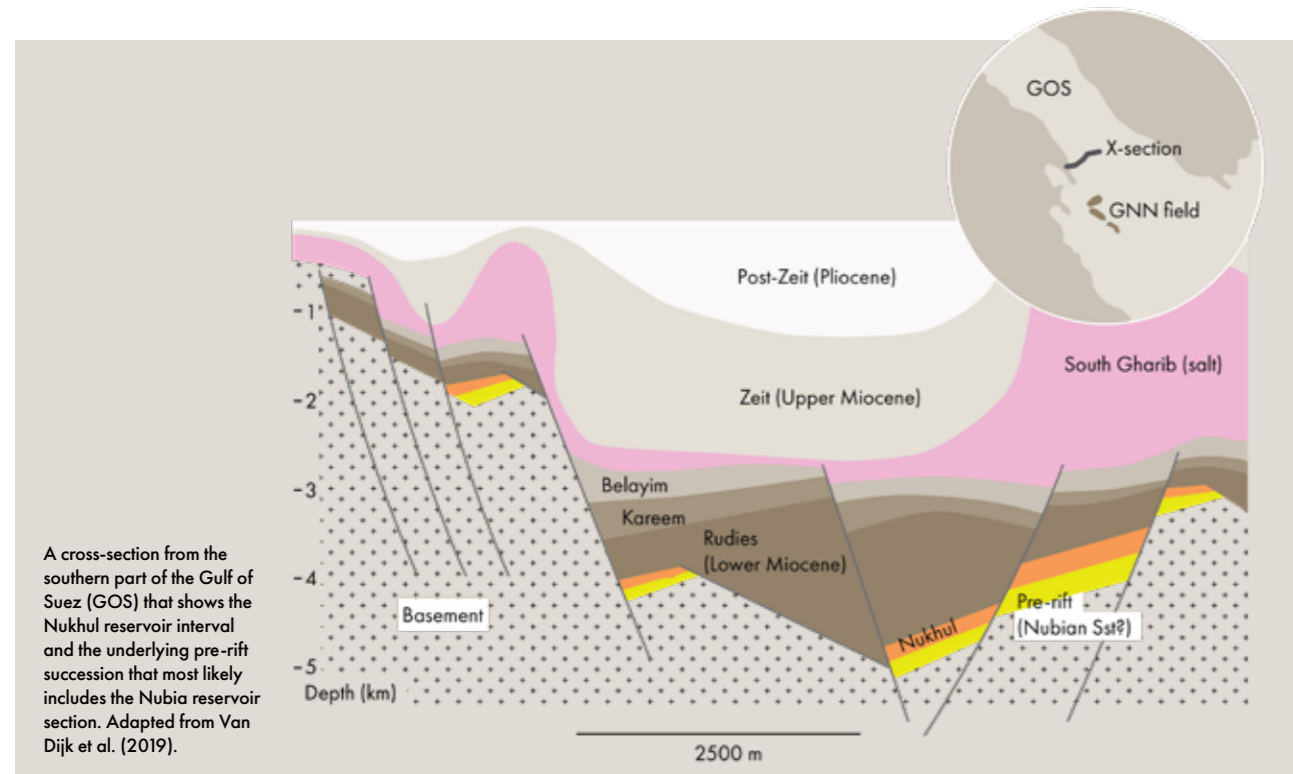 GOS
X-section
GNN field
Post-Zeit (Pliocene)
South Gharib (salt)
Zeit (Upper Miocene)
-1
-2
-3
-4
-5
Belayim
Kareem
Rudies
(Lower Miocene)
Basement
Nukhul
Pre-rift
(Nubian Sst?)
Depth (km)
2500 m
A cross-section from the
southern part of the Gulf of
Suez (GOS) that shows the
Nukhul reservoir interval
and the underlying pre-rift
succession that most likely
includes the Nubia reservoir
section. Adapted from Van
Dijk et al. (2019).